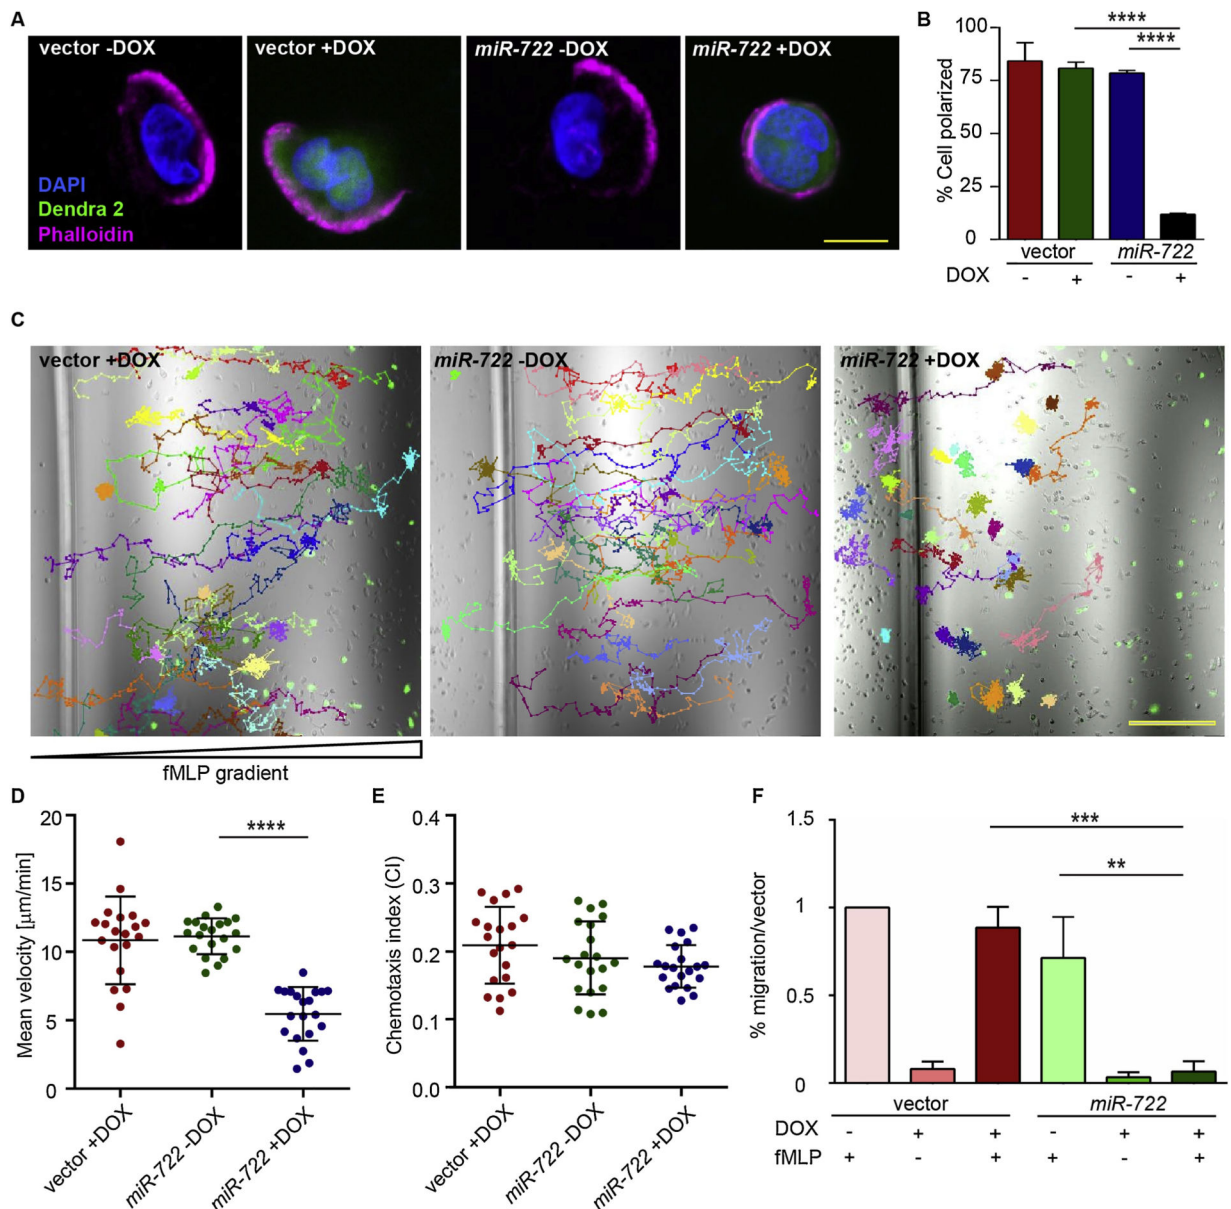 A
vector -DOX
vector +DOX
miR-722 -DOX
miR-722 +DOX
DAPI
Dendra 2
Phalloidin
B
% Cell polarized
100
75
50
25
0
****
****
vector
miR-722
DOX
- + - +
C
vector +DOX
miR-722 -DOX
miR-722 +DOX
fMLP gradient
D
Mean velocity [µm/min]
20
15
10
5
0
****
vector +DOX
miR-722 -DOX
miR-722 +DOX
E
Chemotaxis index (CI)
0.4
0.3
0.2
0.1
0.0
vector +DOX
miR-722 -DOX
miR-722 +DOX
F
% migration/vector
1.5
1
0.5
0
***
**
vector
miR-722
DOX - + + - + +
fMLP + - + + - +